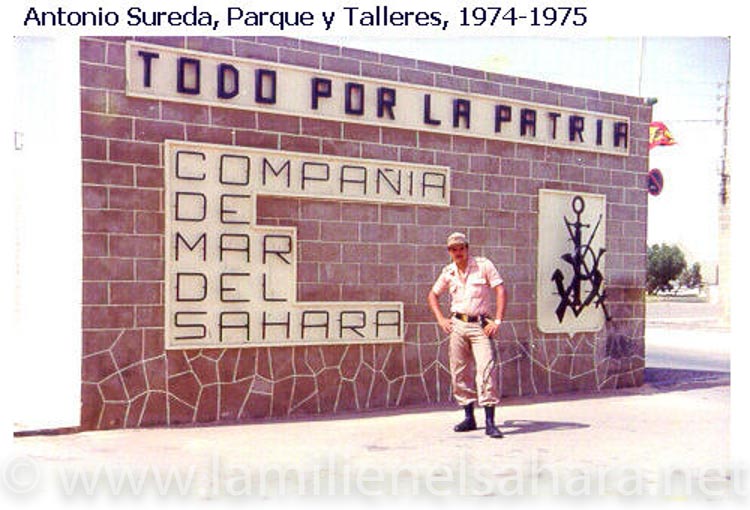 Antonio Sureda, Parque y Talleres, 1974-1975
TODO POR LA PATRIA
COMPAÑIA
DE
MAR
DEL
SAHARA
© www.lamilienelsahara.net